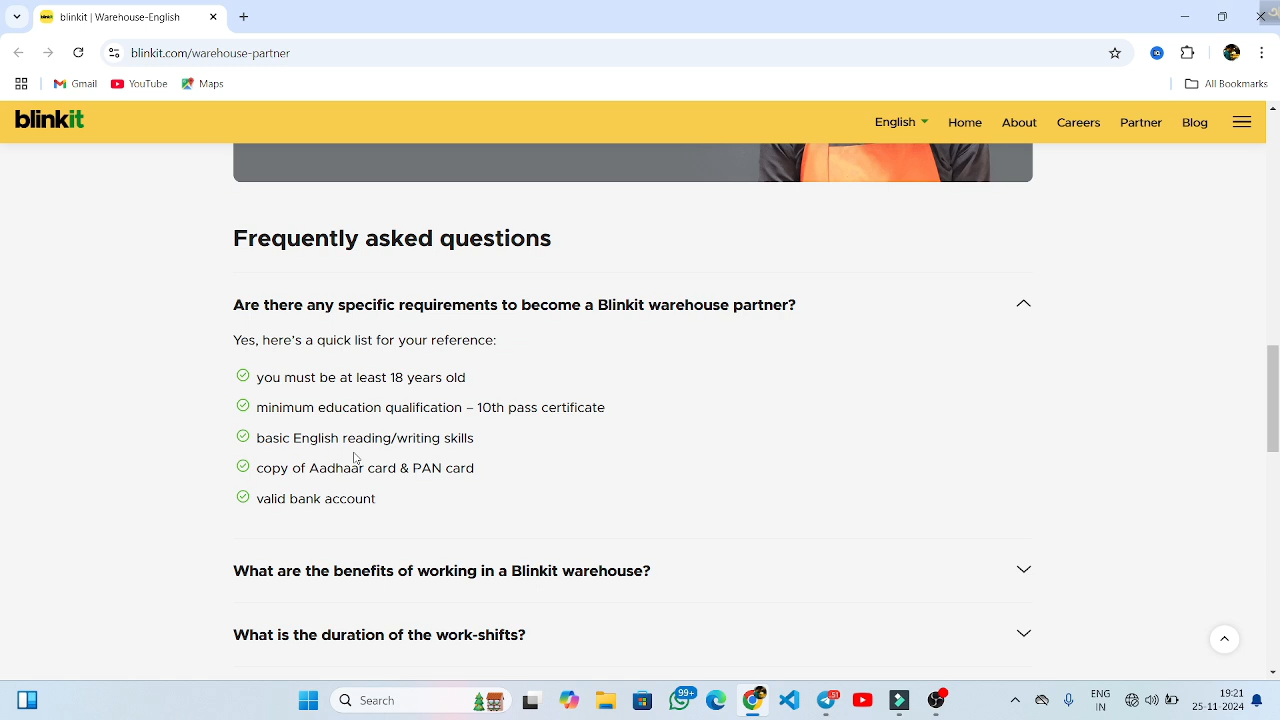 blinkit | Warehouse-English
blinkit.com/warehouse-partner
Gmail YouTube Maps All Bookmarks
blinkit English Home About Careers Partner Blog
Frequently asked questions
Are there any specific requirements to become a Blinkit warehouse partner?
Yes, here's a quick list for your reference:
you must be at least 18 years old
minimum education qualification – 10th pass certificate
basic English reading/writing skills
copy of Aadhaar card & PAN card
valid bank account
What are the benefits of working in a Blinkit warehouse?
What is the duration of the work-shifts?
Search 99+ 51 ENG 19:21
IN 25-11-2024